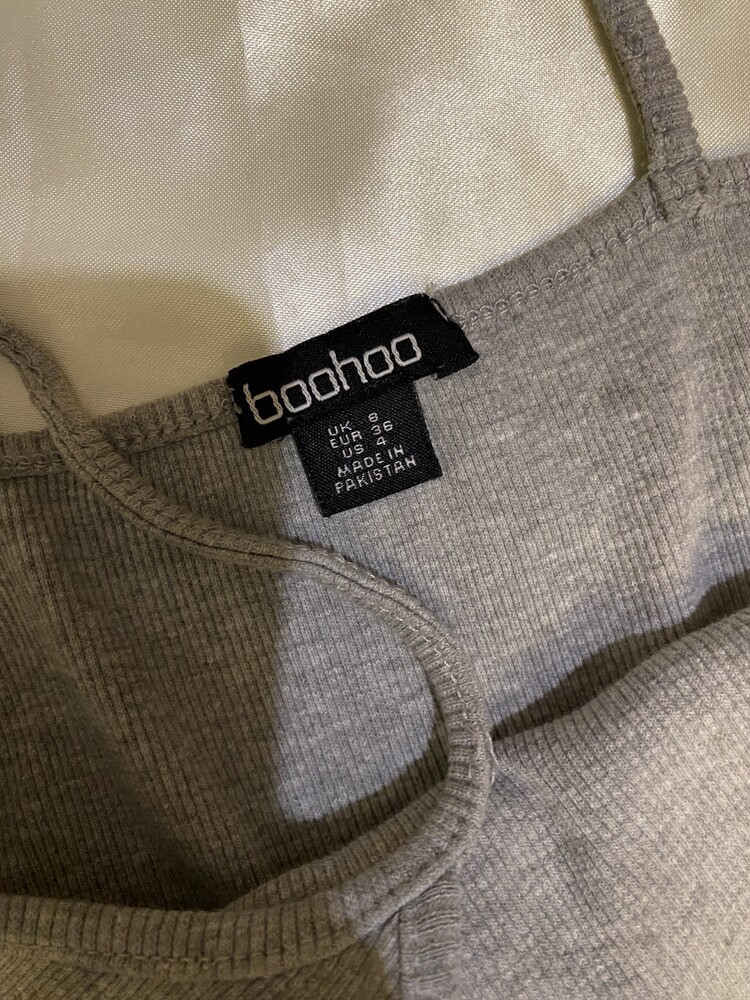 boohoo
UK 8
EUR 36
US 4
MADE IN
PAKISTAN